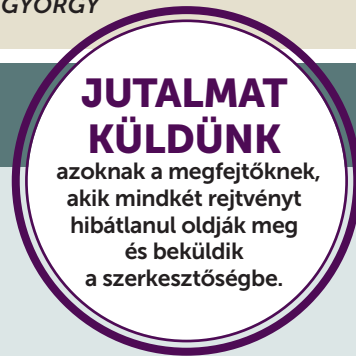 GYÖRGY
JUTALMAT
KÜLDÜNK
azoknak a megfejtőknek,
akik mindkét rejtvényt
hibátlanul oldják meg
és beküldik
a szerkesztőségbe.